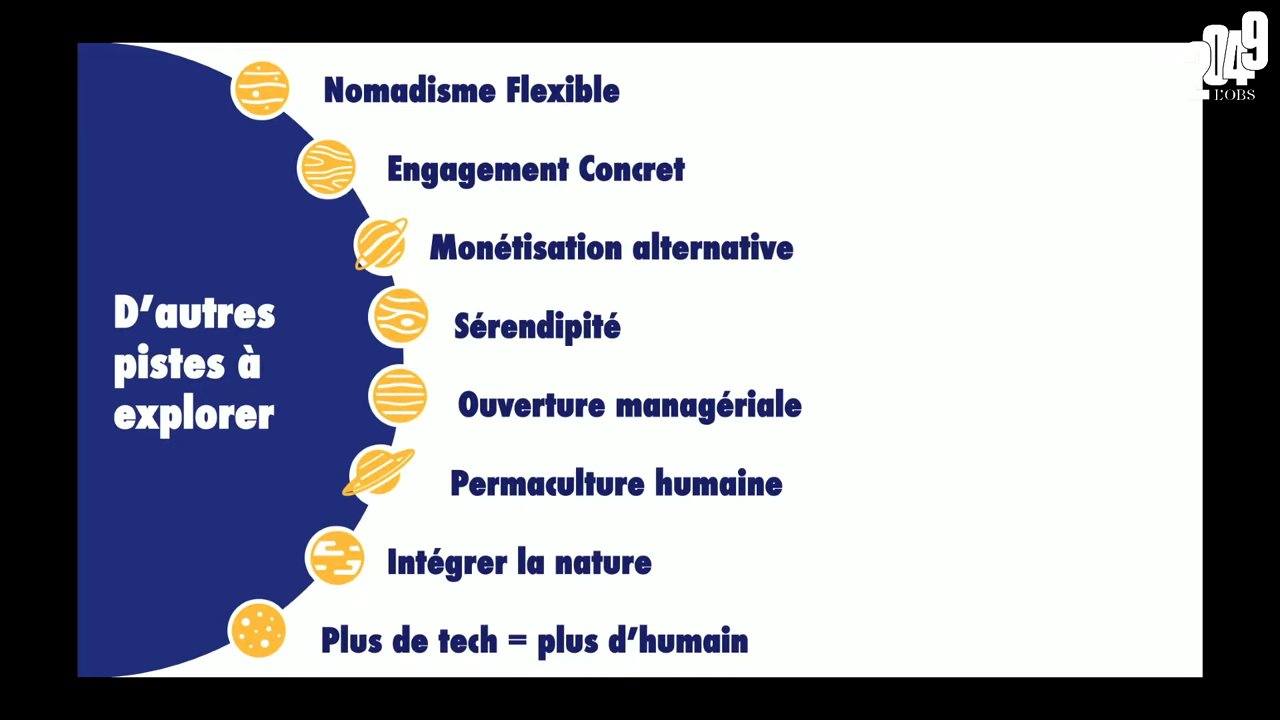 2049
L'OBS
Nomadisme Flexible
Engagement Concret
Monétisation alternative
Sérendipité
D'autres
pistes à
explorer
Ouverture managériale
Permaculture humaine
Intégrer la nature
Plus de tech = plus d'humain